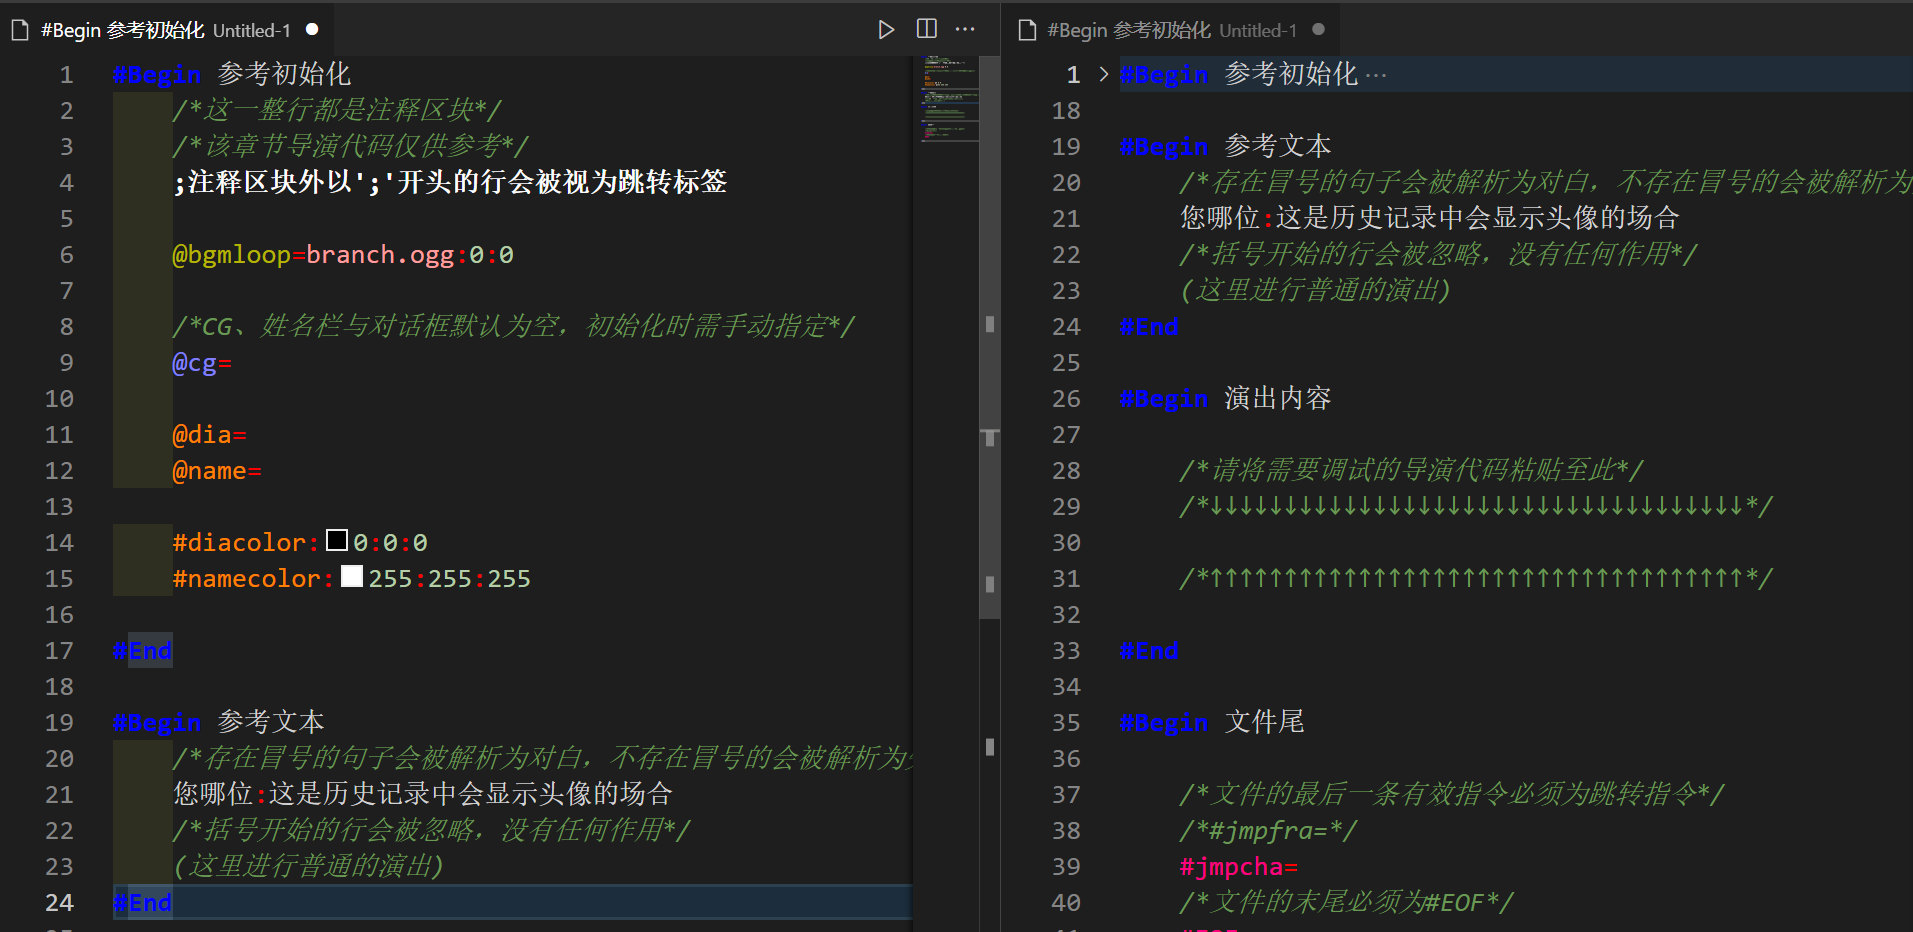 #Begin 参考初始化 Untitled-1
1 #Begin 参考初始化
2 /*这一整行都是注释区块*/
3 /*该章节导演代码仅供参考*/
4 ;注释区块外以';'开头的行会被视为跳转标签
5
6 @bgmloop=branch.ogg:0:0
7
8 /*CG、姓名栏与对话框默认为空，初始化时需手动指定*/
9 @cg=
10
11 @dia=
12 @name=
13
14 #diacolor:0:0:0
15 #namecolor:255:255:255
16
17 #End
18
19 #Begin 参考文本
20 /*存在冒号的句子会被解析为对白，不存在冒号的会被解析为
21 您哪位:这是历史记录中会显示头像的场合
22 /*括号开始的行会被忽略，没有任何作用*/
23 (这里进行普通的演出)
24 #End
#Begin 参考初始化 Untitled-1
1 #Begin 参考初始化 ···
18
19 #Begin 参考文本
20 /*存在冒号的句子会被解析为对白，不存在冒号的会被解析为
21 您哪位:这是历史记录中会显示头像的场合
22 /*括号开始的行会被忽略，没有任何作用*/
23 (这里进行普通的演出)
24 #End
25
26 #Begin 演出内容
27
28 /*请将需要调试的导演代码粘贴至此*/
29 /*↓↓↓↓↓↓↓↓↓↓↓↓↓↓↓↓↓↓↓↓↓↓↓↓↓↓↓↓↓↓↓↓↓↓↓↓*/
30
31 /*↑↑↑↑↑↑↑↑↑↑↑↑↑↑↑↑↑↑↑↑↑↑↑↑↑↑↑↑↑↑↑↑↑↑↑↑*/
32
33 #End
34
35 #Begin 文件尾
36
37 /*文件的最后一条有效指令必须为跳转指令*/
38 /*#jmpfra=*/
39 #jmpcha=
40 /*文件的末尾必须为#EOF*/